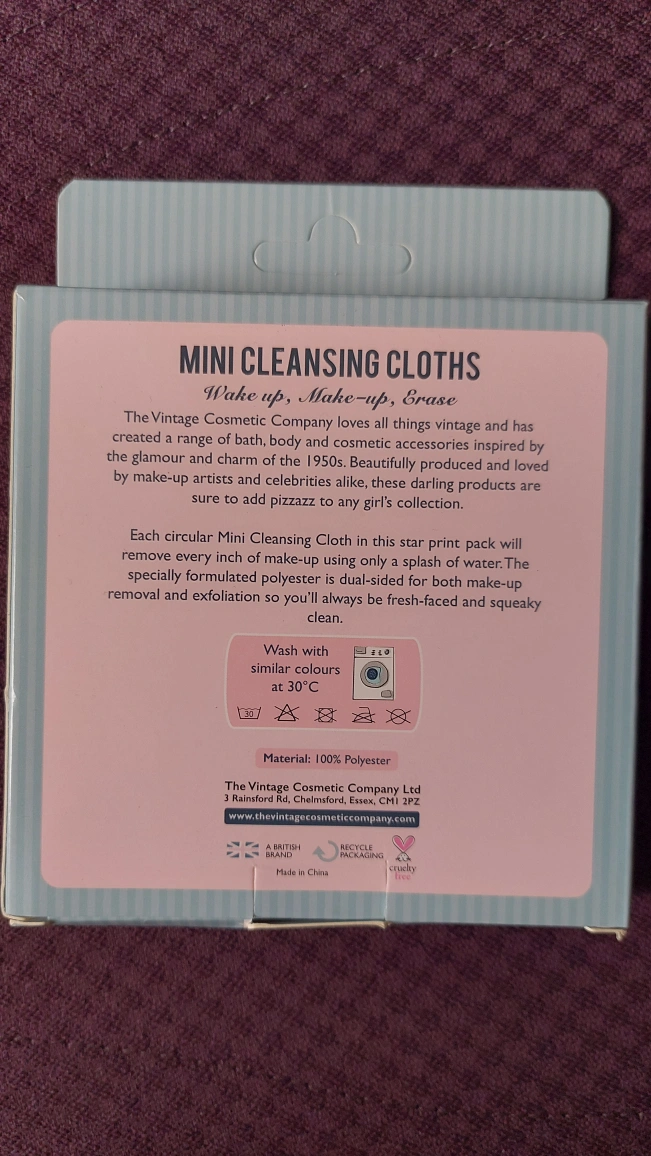 MINI CLEANSING CLOTHS
Wake up, Make-up, Erase
The Vintage Cosmetic Company loves all things vintage and has
created a range of bath, body and cosmetic accessories inspired by
the glamour and charm of the 1950s. Beautifully produced and loved
by make-up artists and celebrities alike, these darling products are
sure to add pizzazz to any girl's collection.
Each circular Mini Cleansing Cloth in this star print pack will
remove every inch of make-up using only a splash of water. The
specially formulated polyester is dual-sided for both make-up
removal and exfoliation so you'll always be fresh-faced and squeaky
clean.
Wash with
similar colours
at 30°C
30
Material: 100% Polyester
The Vintage Cosmetic Company Ltd
3 Rainsford Rd, Chelmsford, Essex, CM1 2PZ
www.thevintagecosmeticcompany.com
A BRITISH
BRAND
RECYCLE
PACKAGING
cruelty
free
Made in China